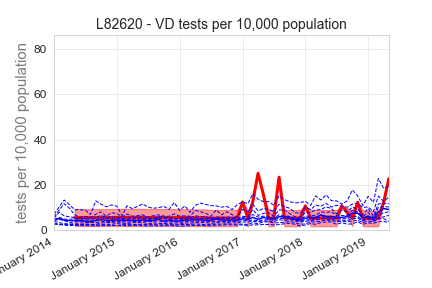 L82620 - VD tests per 10,000 population
tests per 10,000 population
80
60
40
20
0
2014
January 2015
January 2016
January 2017
January 2018
January 2019